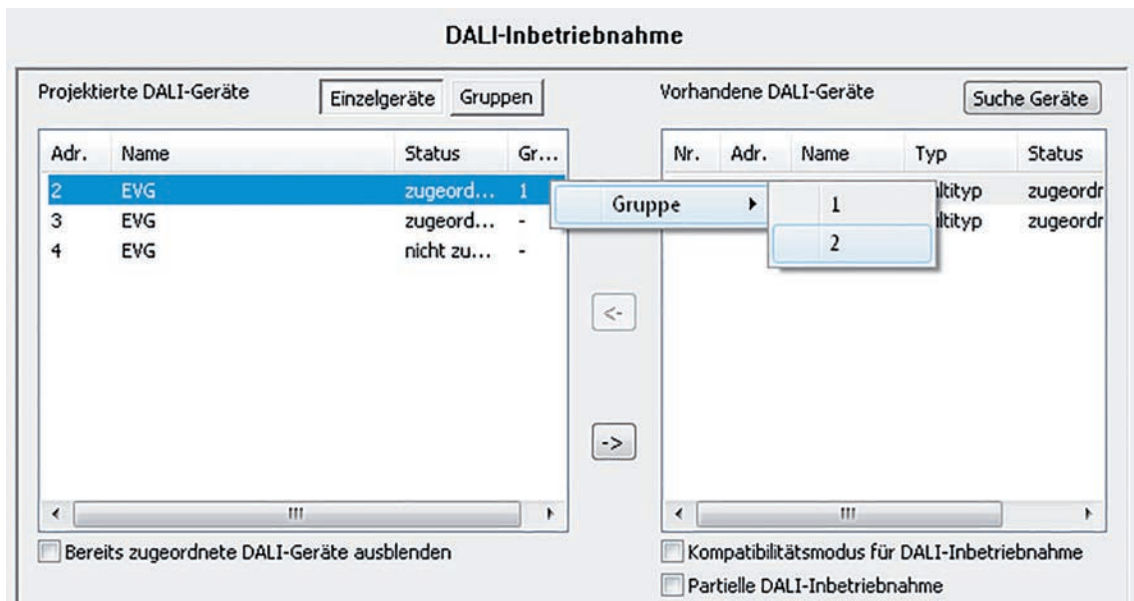 DALI-Inbetriebnahme
Projektierte DALI-Geräte
Einzelgeräte
Gruppen
Adr. Name Status Gr...
2 EVG zugeord... 1
3 EVG zugeord... -
4 EVG nicht zu... -
Bereits zugeordnete DALI-Geräte ausblenden
Gruppe
1
2
<-
->
Vorhandene DALI-Geräte
Suche Geräte
Nr. Adr. Name Typ Status
zugeordr
zugeordr
Kompatibilitätsmodus für DALI-Inbetriebnahme
Partielle DALI-Inbetriebnahme